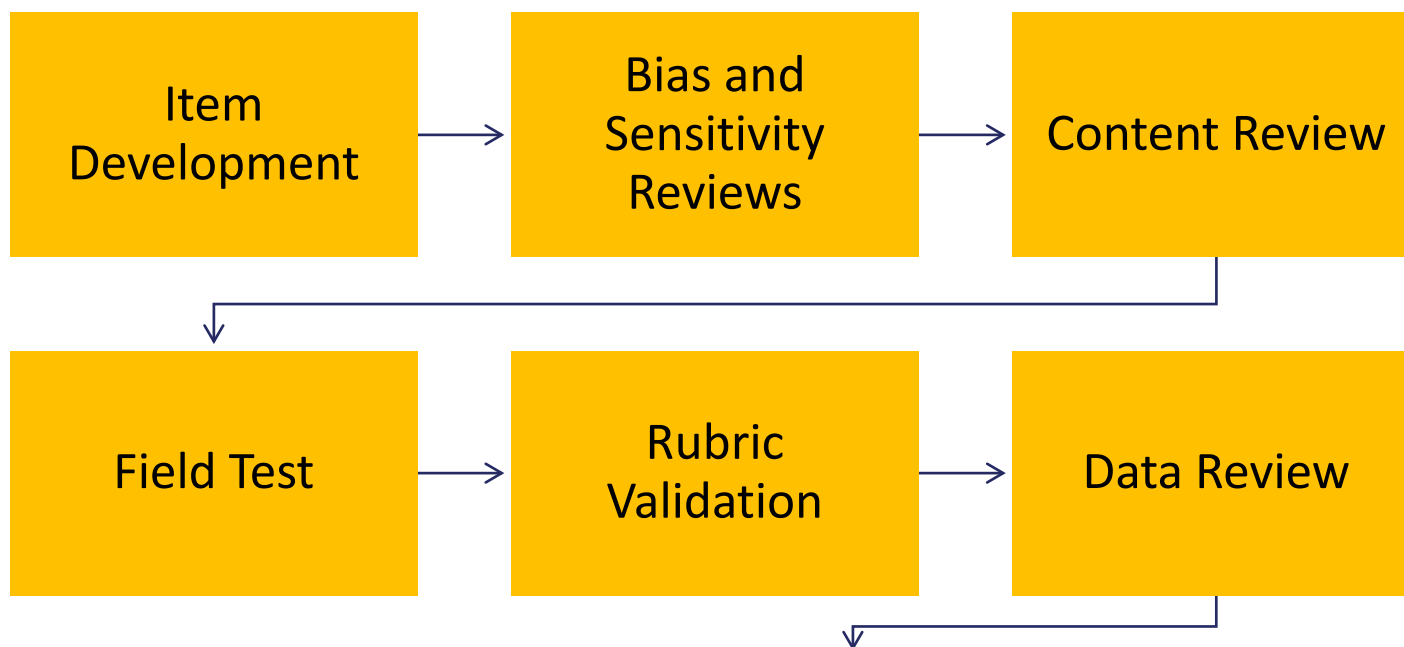 Item
Development
Bias and
Sensitivity
Reviews
Content Review
Field Test
Rubric
Validation
Data Review